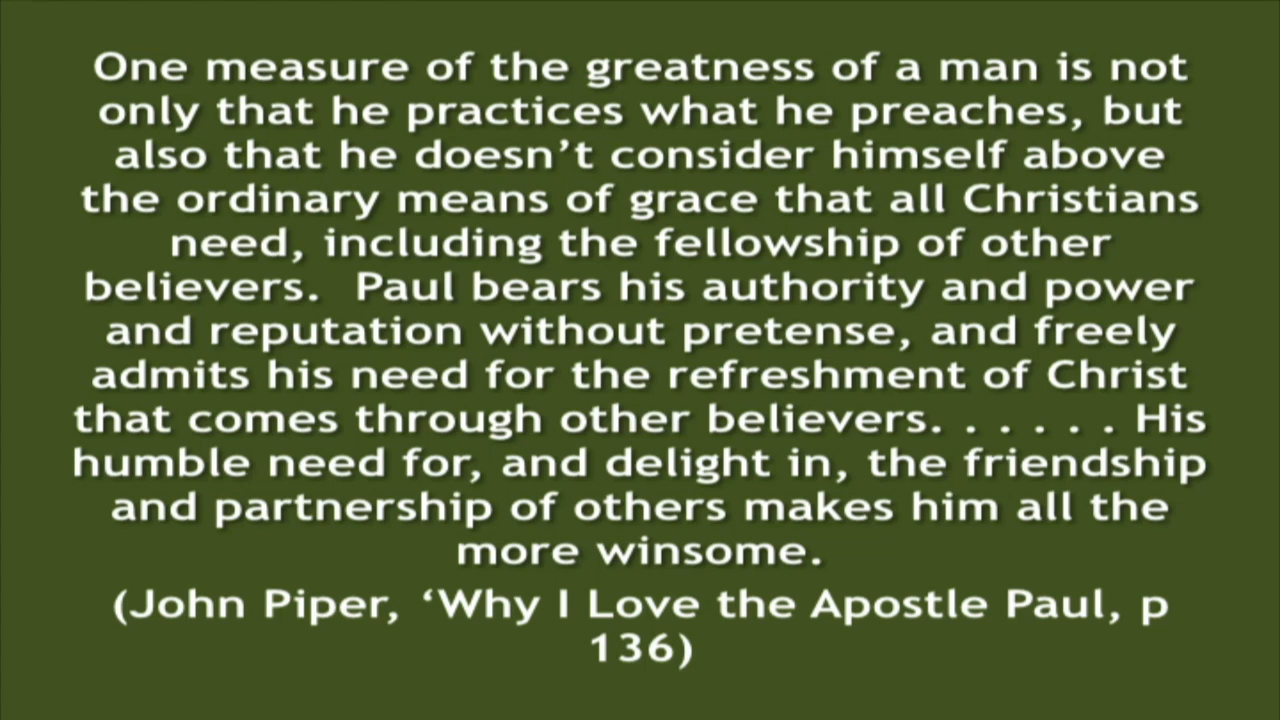 One measure of the greatness of a man is not
only that he practices what he preaches, but
also that he doesn’t consider himself above
the ordinary means of grace that all Christians
need, including the fellowship of other
believers.  Paul bears his authority and power
and reputation without pretense, and freely
admits his need for the refreshment of Christ
that comes through other believers. . . . . . His
humble need for, and delight in, the friendship
and partnership of others makes him all the
more winsome.
(John Piper, ‘Why I Love the Apostle Paul, p
136)